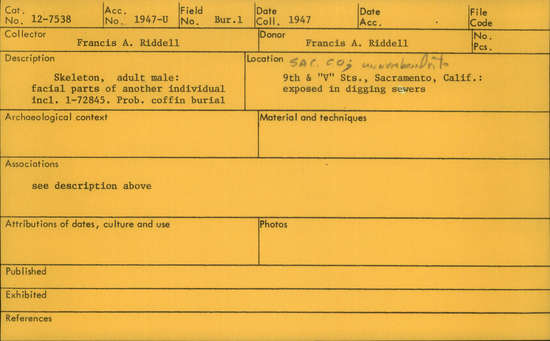 Cat. No. 12-7538 Acc. No. 1947-U Field No. Bur.1 Date Coll. 1947 Date Acc. File Code
Collector Francis A. Riddell Donor Francis A. Riddell No. Pcs.
Description Location SAC. CO;
Skeleton, adult male: 9th & "V" Sts., Sacramento, Calif.:
facial parts of another individual exposed in digging sewers
incl. 1-72845. Prob. coffin burial
Archaeological context Material and techniques
Associations
see description above
Attributions of dates, culture and use Photos
Published
Exhibited
References